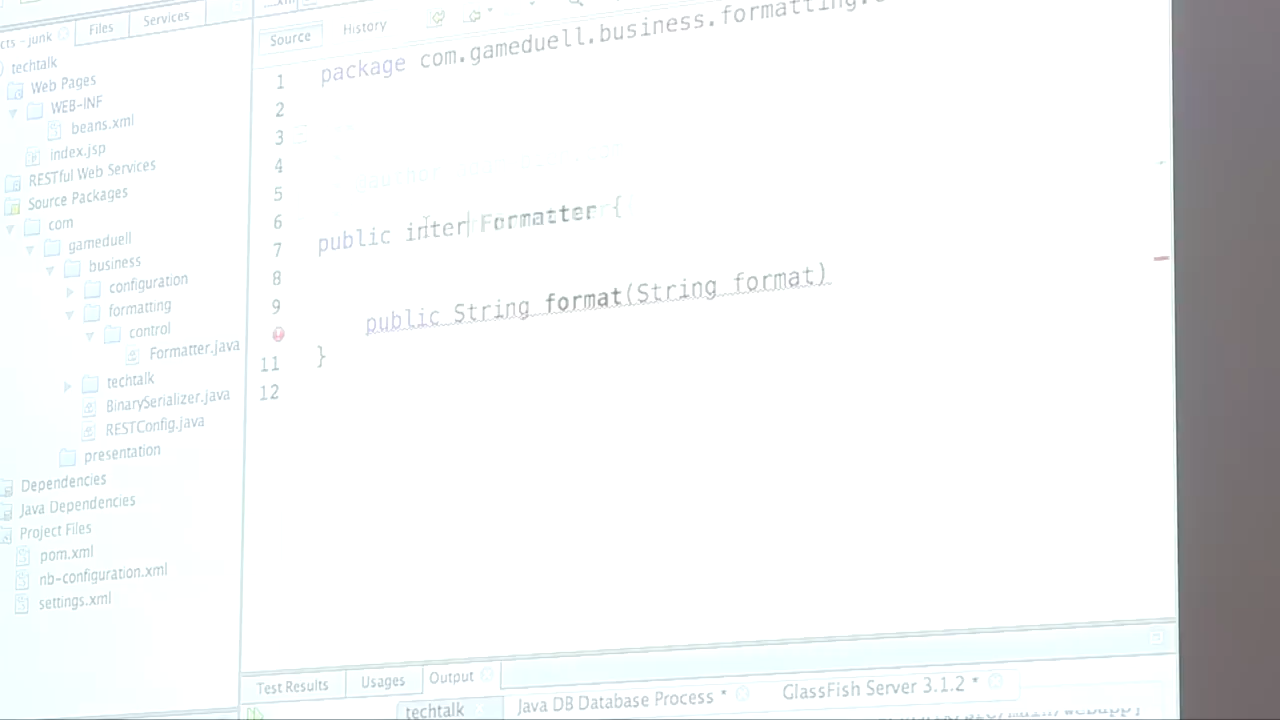 Files
Services
cts - junk
techtalk
Web Pages
WEB-INF
beans.xml
index.jsp
RESTful Web Services
Source Packages
com
gameduell
business
configuration
formatting
control
Formatter.java
techtalk
BinarySerializer.java
RESTConfig.java
presentation
Dependencies
Java Dependencies
Project Files
pom.xml
nb-configuration.xml
settings.xml
Source History
1 package com.gameduell.business.formatting.
2
3
4
5
6 public inter Formatter {
7
8
9 public String format(String format)
11 }
12
Test Results Usages Output
techtalk Java DB Database Process * GlassFish Server 3.1.2 *